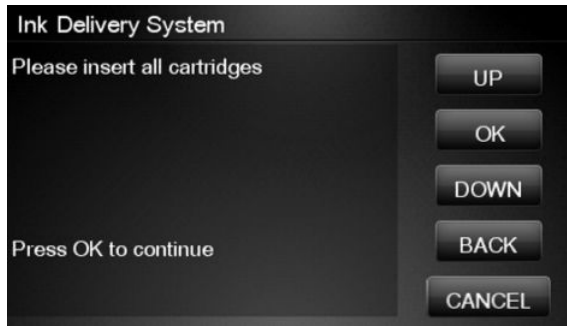 Ink Delivery System
Please insert all cartridges
Press OK to continue
UP
OK
DOWN
BACK
CANCEL